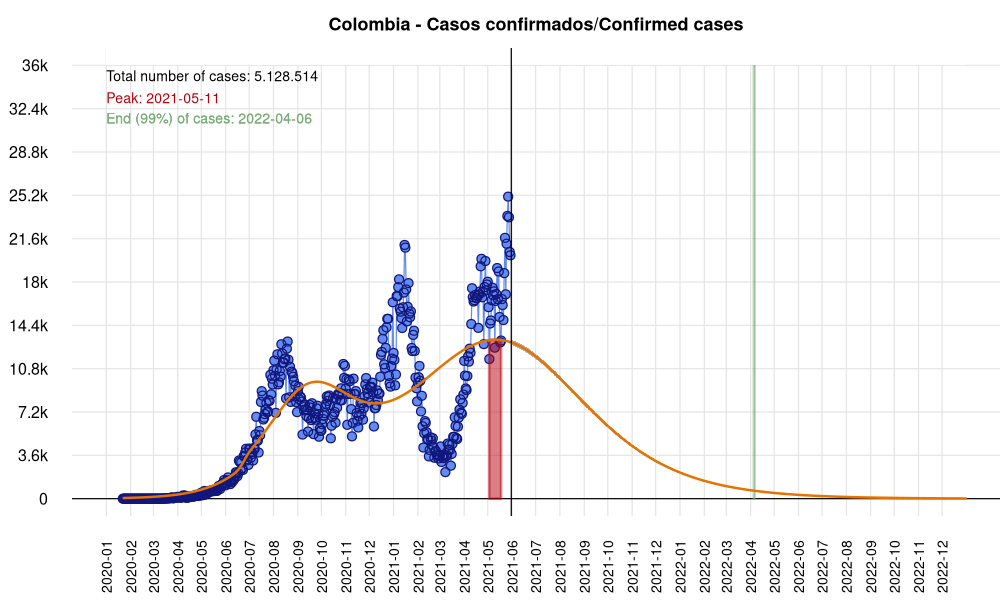 Colombia - Casos confirmados/Confirmed cases
Total number of cases: 5.128.514
Peak: 2021-05-11
End (99%) of cases: 2022-04-06
36k
32.4k
28.8k
25.2k
21.6k
18k
14.4k
10.8k
7.2k
3.6k
0
2020-01
2020-02
2020-03
2020-04
2020-05
2020-06
2020-07
2020-08
2020-09
2020-10
2020-11
2020-12
2021-01
2021-02
2021-03
2021-04
2021-05
2021-06
2021-07
2021-08
2021-09
2021-10
2021-11
2021-12
2022-01
2022-02
2022-03
2022-04
2022-05
2022-06
2022-07
2022-08
2022-09
2022-10
2022-11
2022-12